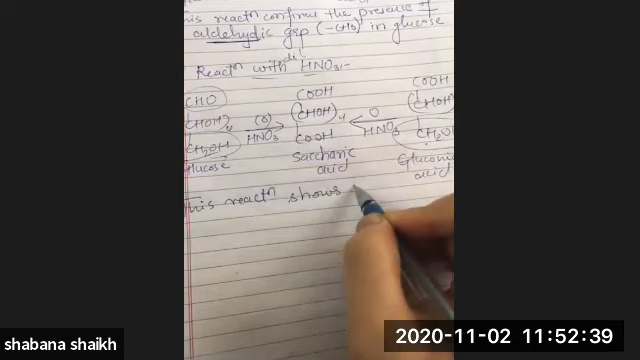 his reactn confirms the presence of
aldehydic grp (-CHO) in glucose
Reactn with dil HNO3:-
CHO COOH COOH
(CHOH)4 (O) (CHOH)4 O (CHOH)
CH2OH HNO3 COOH HNO3 CH2OH
Glucose Saccharic acid Gluconic acid
This reactn shows
shabana shaikh
2020-11-02 11:52:39